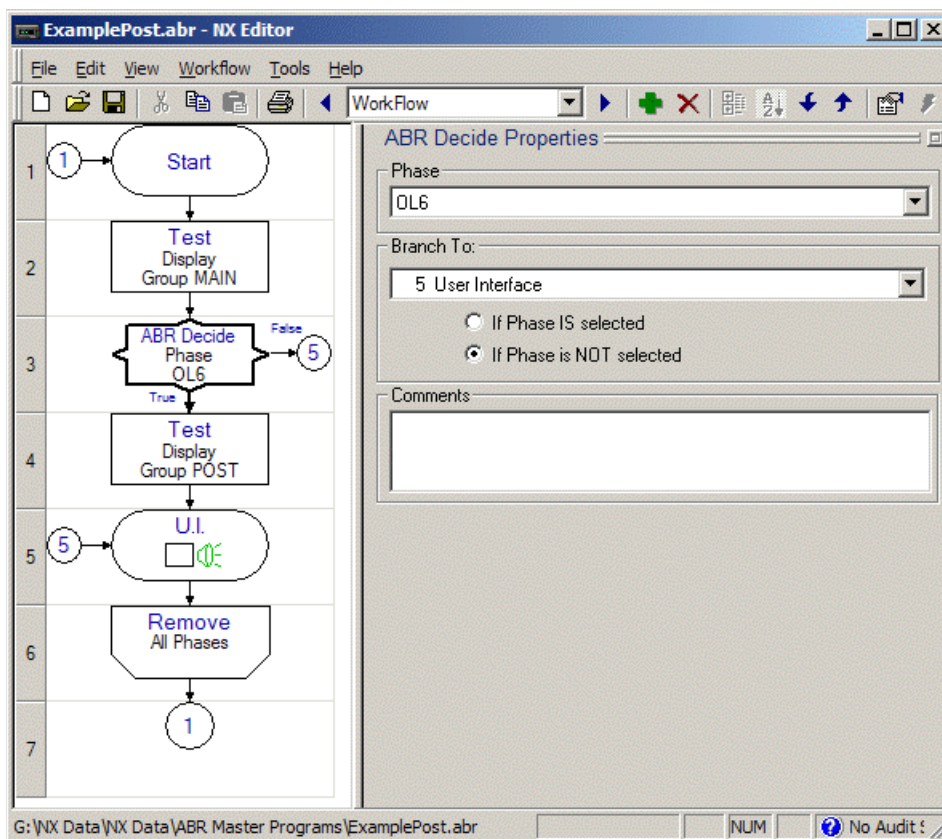 ExamplePost.abr - NX Editor
File Edit View Workflow Tools Help
WorkFlow
1
1
Start
2
Test
Display
Group MAIN
3
ABR Decide
Phase
OL6
False
5
True
4
Test
Display
Group POST
5
5
U.I.
6
Remove
All Phases
7
1
ABR Decide Properties
Phase
OL6
Branch To:
5 User Interface
If Phase IS selected
If Phase is NOT selected
Comments
G:\NX Data\NX Data\ABR Master Programs\ExamplePost.abr
NUM
No Audit